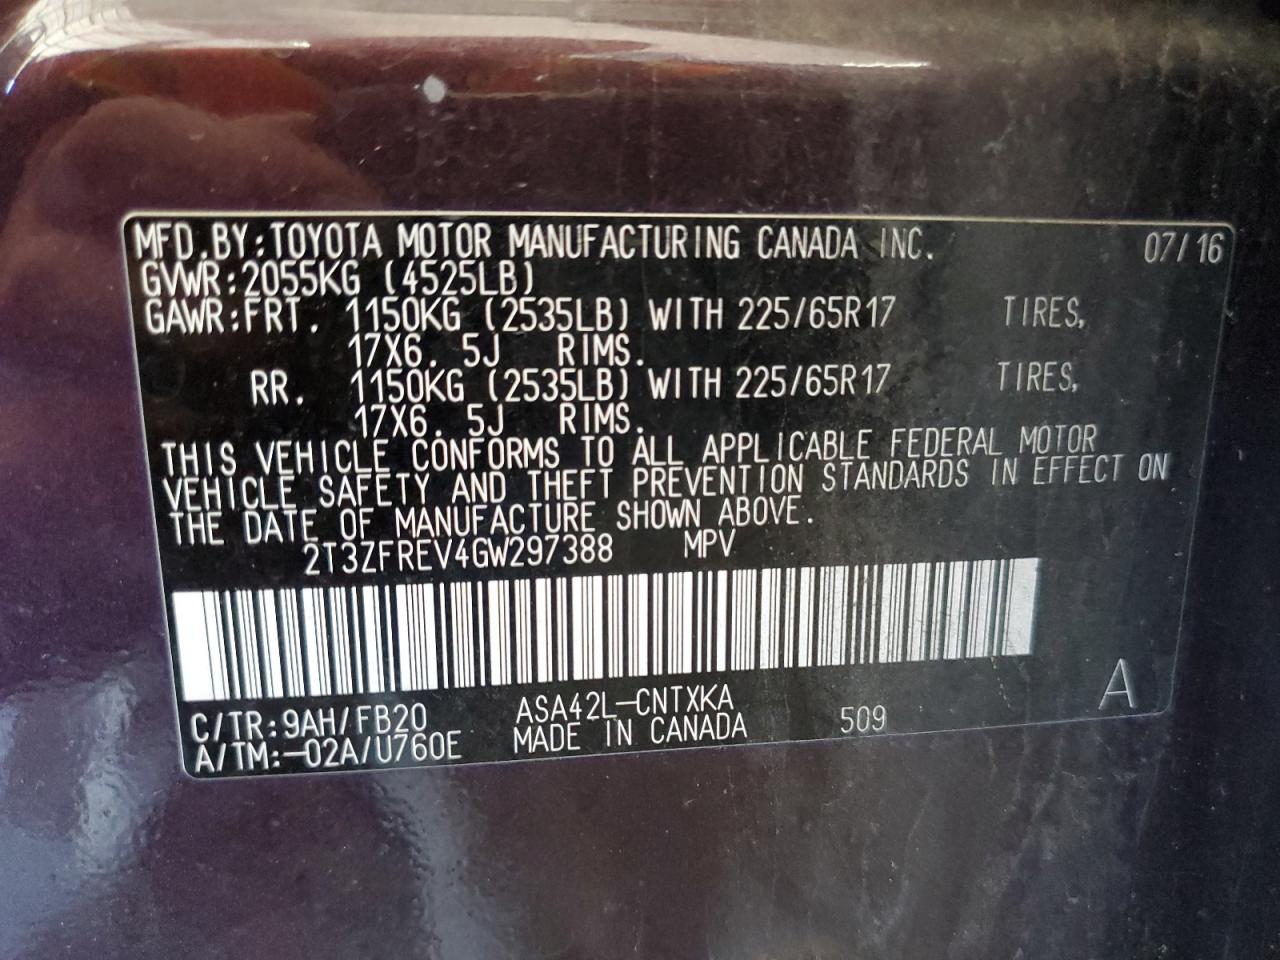 MFD.BY:TOYOTA MOTOR MANUFACTURING CANADA INC. 07/16
GVWR:2055KG (4525LB)
GAWR:FRT. 1150KG (2535LB) WITH 225/65R17 TIRES,
17X6.5J RIMS.
RR. 1150KG (2535LB) WITH 225/65R17 TIRES,
17X6.5J RIMS.
THIS VEHICLE CONFORMS TO ALL APPLICABLE FEDERAL MOTOR
VEHICLE SAFETY AND THEFT PREVENTION STANDARDS IN EFFECT ON
THE DATE OF MANUFACTURE SHOWN ABOVE.
2T3ZFREV4GW297388 MPV
C/TR:9AH/FB20 ASA42L-CNTXKA A
A/TM:-02A/U760E MADE IN CANADA 509